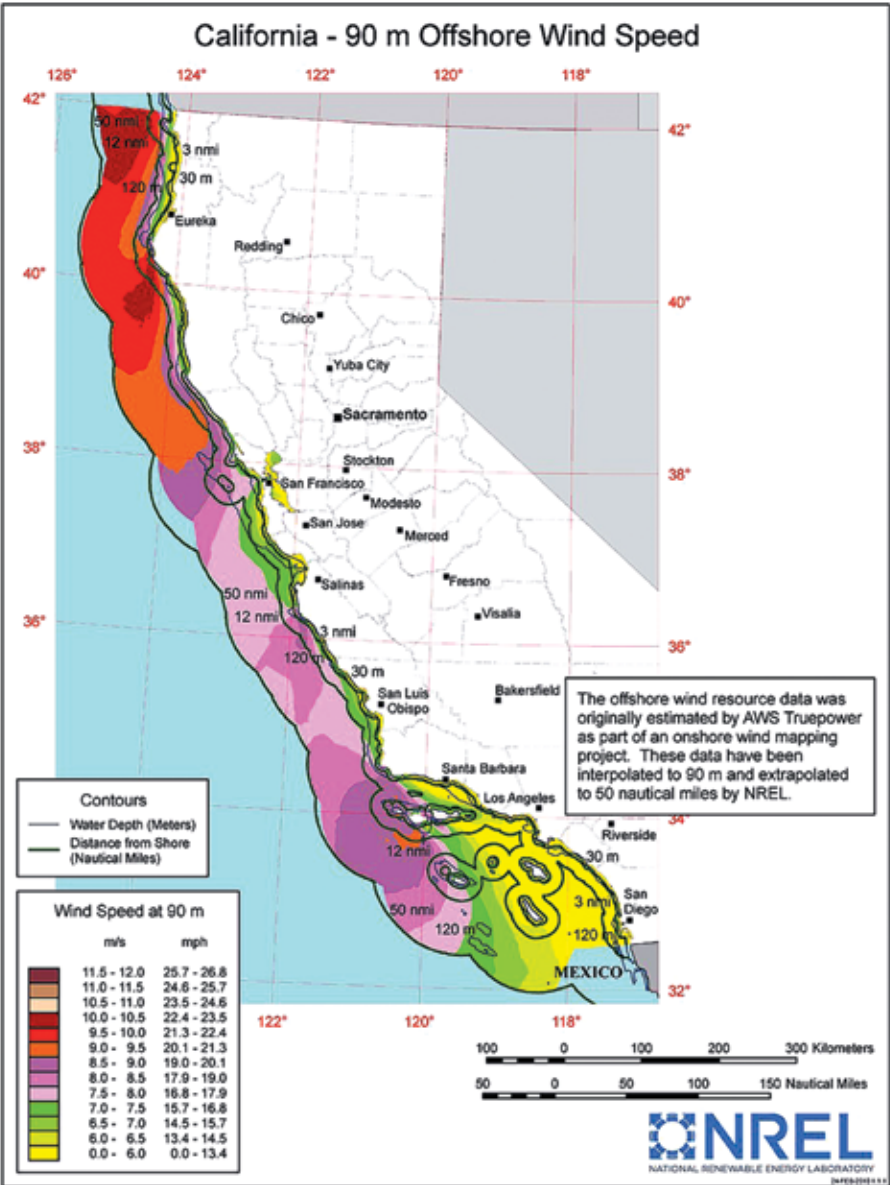 California - 90 m Offshore Wind Speed
126° 124° 122° 120° 118°
42°
42°
50 nmi
12 nmi
3 nmi
120 m
30 m
Eureka
Redding
40°
40°
Chico
Yuba City
Sacramento
38°
38°
Stockton
San Francisco
Modesto
San Jose
Merced
Salinas
Fresno
50 nmi
12 nmi
Visalia
36°
3 nmi
36°
120 m
30 m
San Luis
Obispo
Bakersfield
The offshore wind resource data was
originally estimated by AWS Truepower
as part of an onshore wind mapping
project. These data have been
interpolated to 90 m and extrapolated
to 50 nautical miles by NREL.
Santa Barbara
Los Angeles
34°
34°
Riverside
12 nmi
30 m
50 nmi
3 nmi
San
Diego
120 m
120 m
MEXICO
32°
122° 120° 118°
Contours
Water Depth (Meters)
Distance from Shore
(Nautical Miles)
Wind Speed at 90 m
m/s mph
11.5 - 12.0 25.7 - 26.8
11.0 - 11.5 24.6 - 25.7
10.5 - 11.0 23.5 - 24.6
10.0 - 10.5 22.4 - 23.5
9.5 - 10.0 21.3 - 22.4
9.0 - 9.5 20.1 - 21.3
8.5 - 9.0 19.0 - 20.1
8.0 - 8.5 17.9 - 19.0
7.5 - 8.0 16.8 - 17.9
7.0 - 7.5 15.7 - 16.8
6.5 - 7.0 14.5 - 15.7
6.0 - 6.5 13.4 - 14.5
0.0 - 6.0 0.0 - 13.4
100 0 100 200 300 Kilometers
50 0 50 100 150 Nautical Miles
NREL
NATIONAL RENEWABLE ENERGY LABORATORY